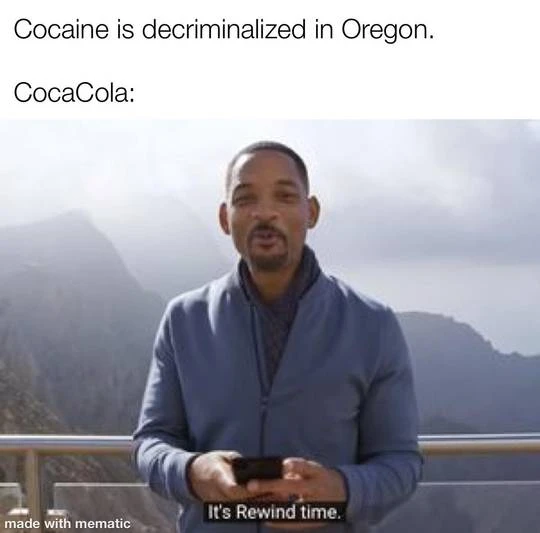 Cocaine is decriminalized in Oregon.
CocaCola:
It's Rewind time.
made with mematic